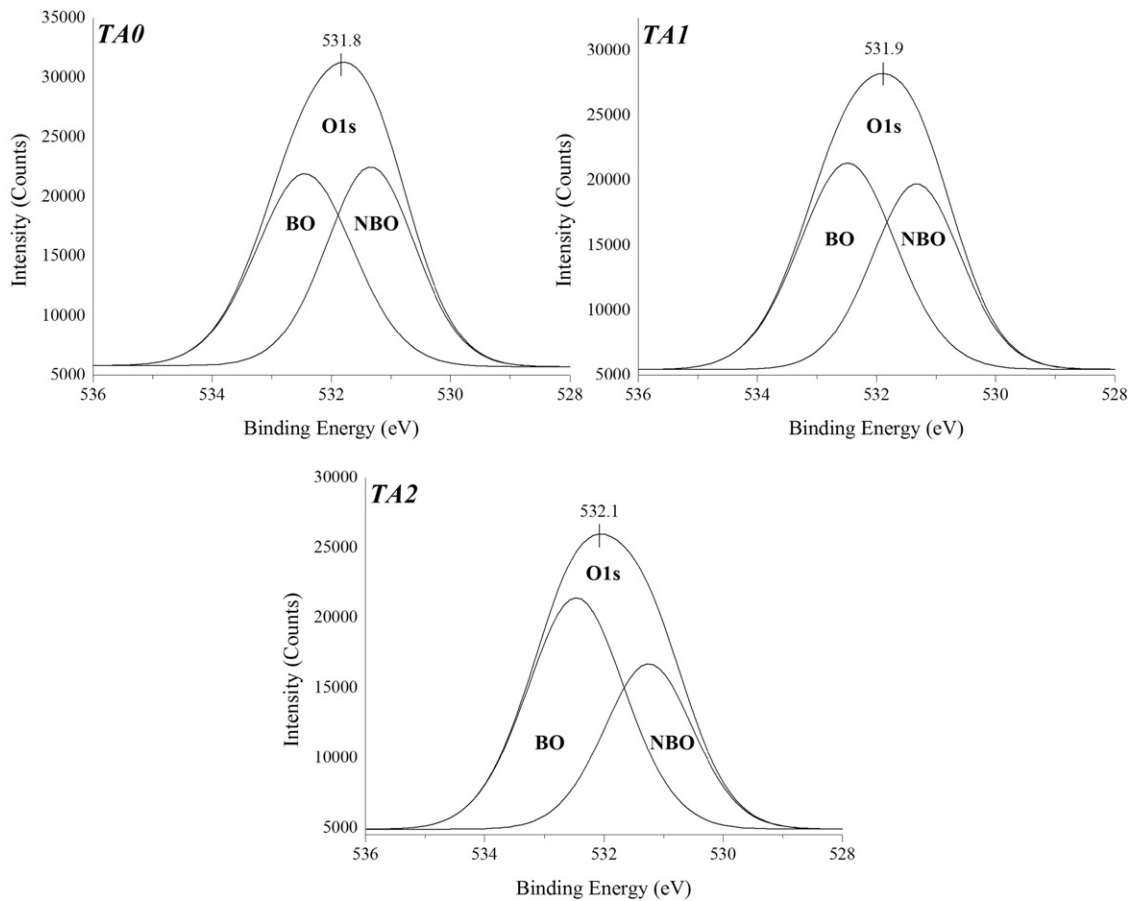 TA0
35000
30000
25000
20000
15000
10000
5000
531.8
O1s
BO
NBO
536
534
532
530
528
Binding Energy (eV)
Intensity (Counts)
TA1
30000
25000
20000
15000
10000
5000
531.9
O1s
BO
NBO
536
534
532
530
528
Binding Energy (eV)
Intensity (Counts)
TA2
30000
25000
20000
15000
10000
5000
532.1
O1s
BO
NBO
536
534
532
530
528
Binding Energy (eV)
Intensity (Counts)